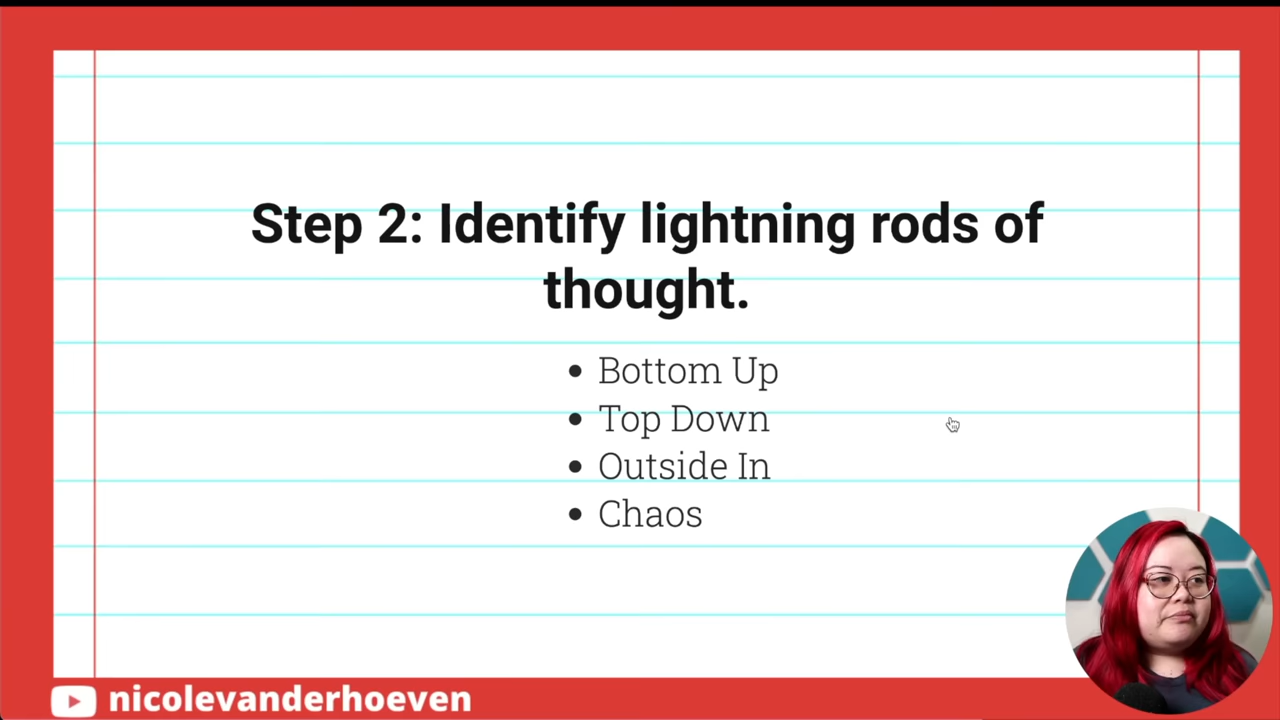 Step 2: Identify lightning rods of
thought.
Bottom Up
Top Down
Outside In
Chaos
nicolevanderhoeven